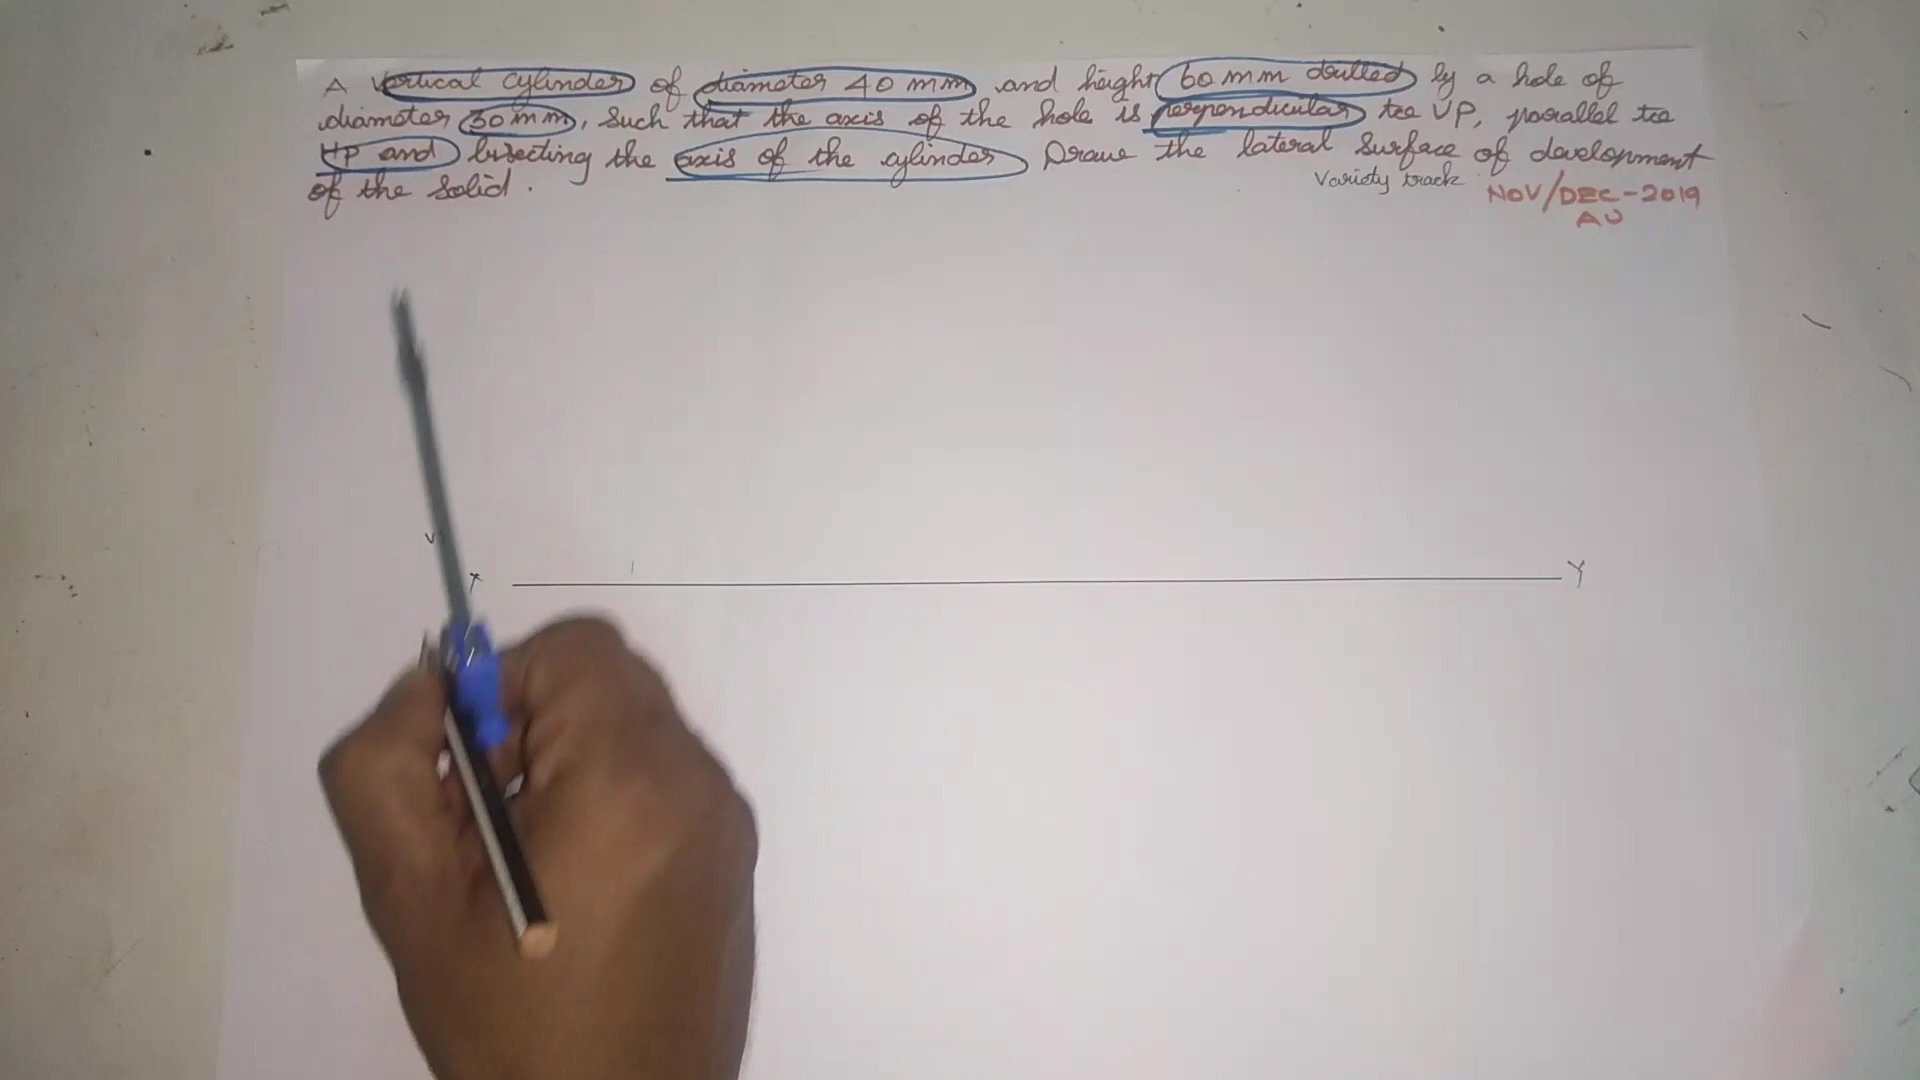 A vertical cylinder of diameter 40 mm and height 60 mm drilled by a hole of
diameter 30 mm, such that the axis of the hole is perpendicular to VP, parallel to
HP and bisecting the axis of the cylinder Draw the lateral surface of development
of the solid.
Variety track
NOV/DEC-2019
AU
V
X Y